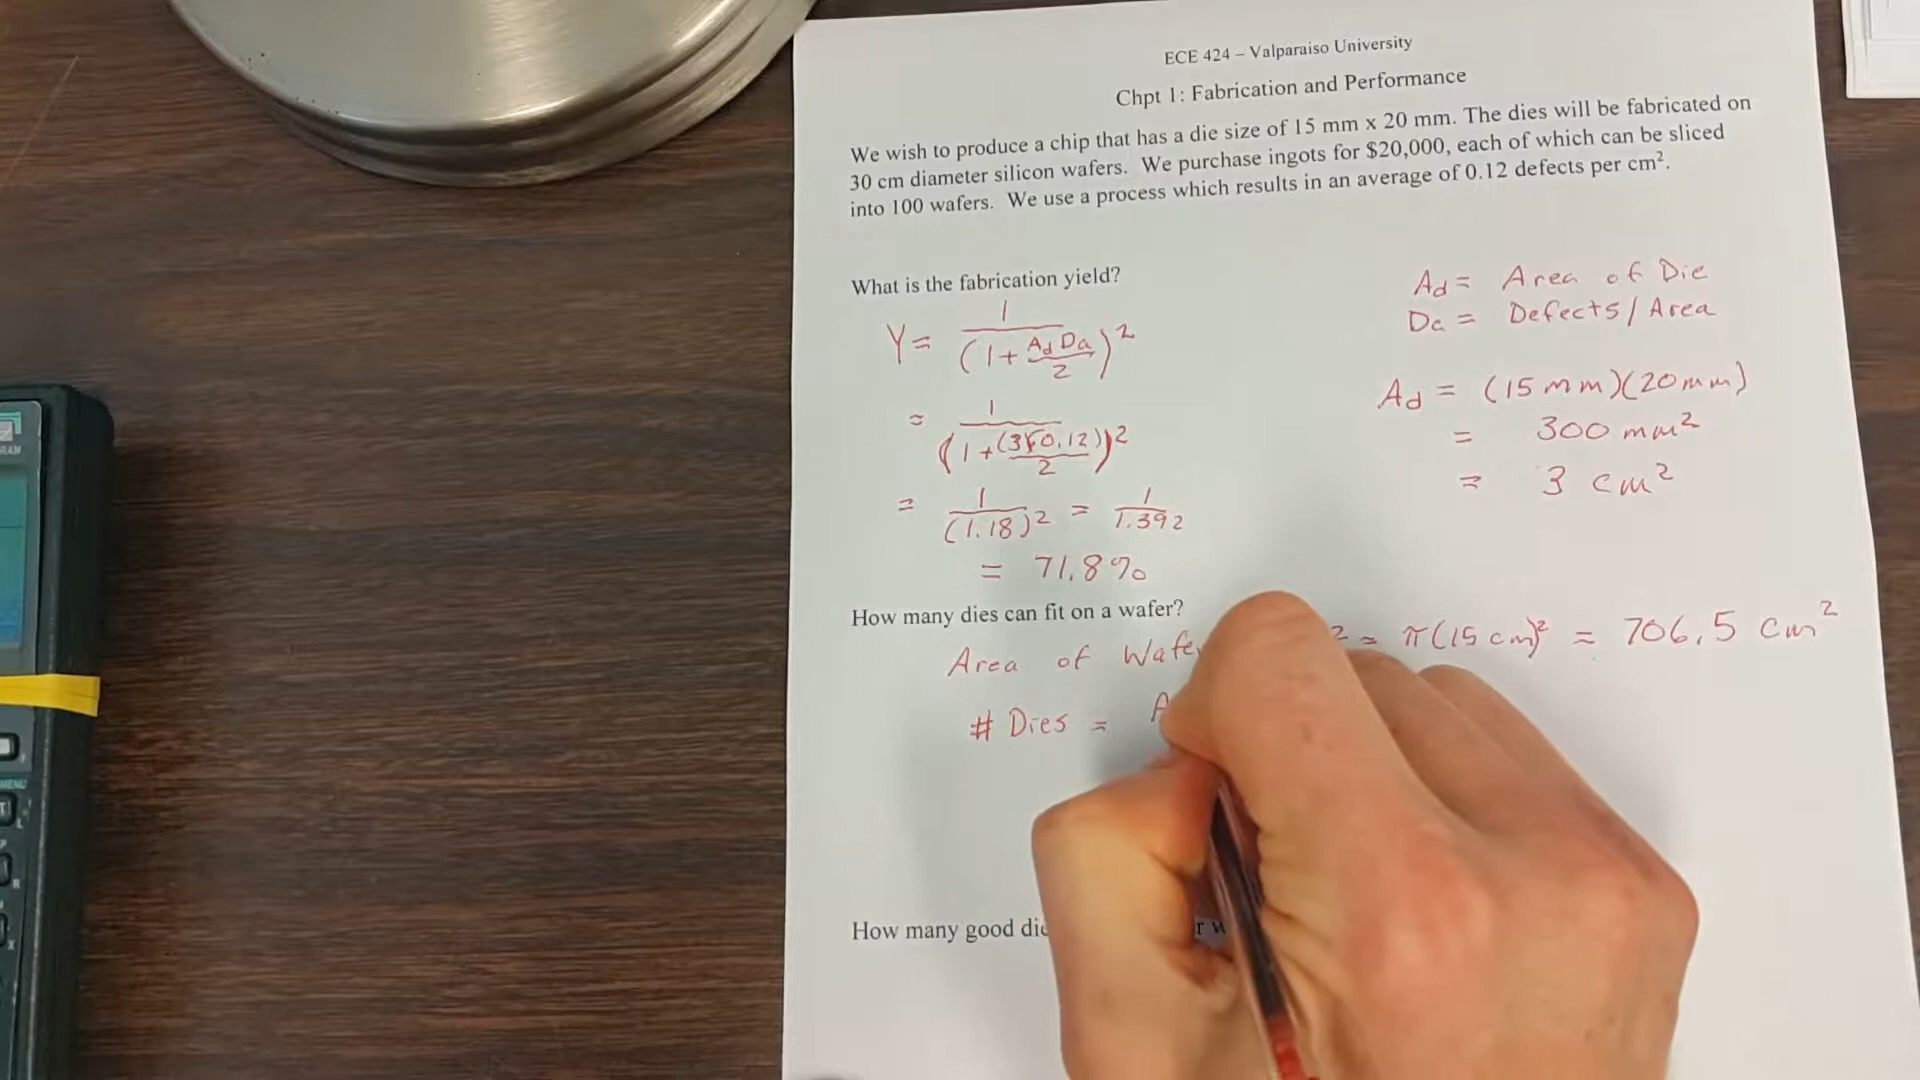 ECE 424 – Valparaiso University
Chpt 1: Fabrication and Performance
We wish to produce a chip that has a die size of 15 mm x 20 mm. The dies will be fabricated on
30 cm diameter silicon wafers. We purchase ingots for $20,000, each of which can be sliced
into 100 wafers. We use a process which results in an average of 0.12 defects per cm².
What is the fabrication yield?
Y = 1 / (1 + Ad Da / 2)²
= 1 / (1 + (3)(0.12) / 2)²
= 1 / (1.18)² = 1 / 1.392
= 71.8%
Ad = Area of Die
Da = Defects / Area
Ad = (15 mm)(20 mm)
= 300 mm²
= 3 cm²
How many dies can fit on a wafer?
Area of Wafe ² = π(15 cm)² = 706.5 cm²
# Dies = A
How many good